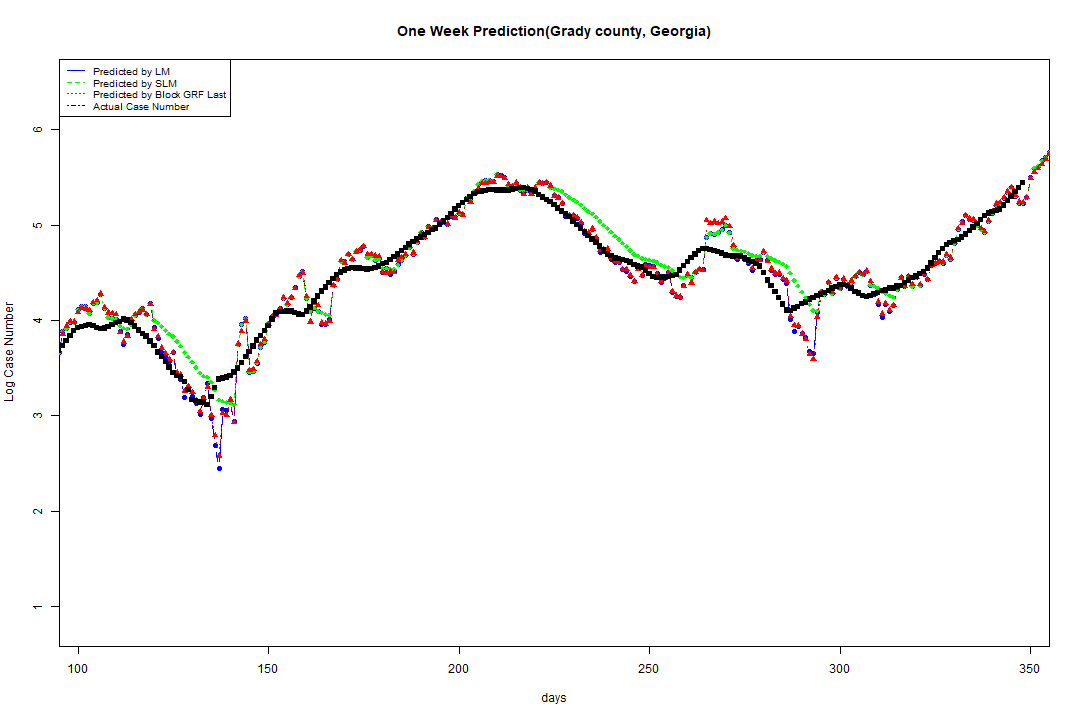 One Week Prediction(Grady county, Georgia)
Predicted by LM
Predicted by SLM
Predicted by Block GRF Last
Actual Case Number
Log Case Number
6
5
4
3
2
1
100 150 200 250 300 350
days